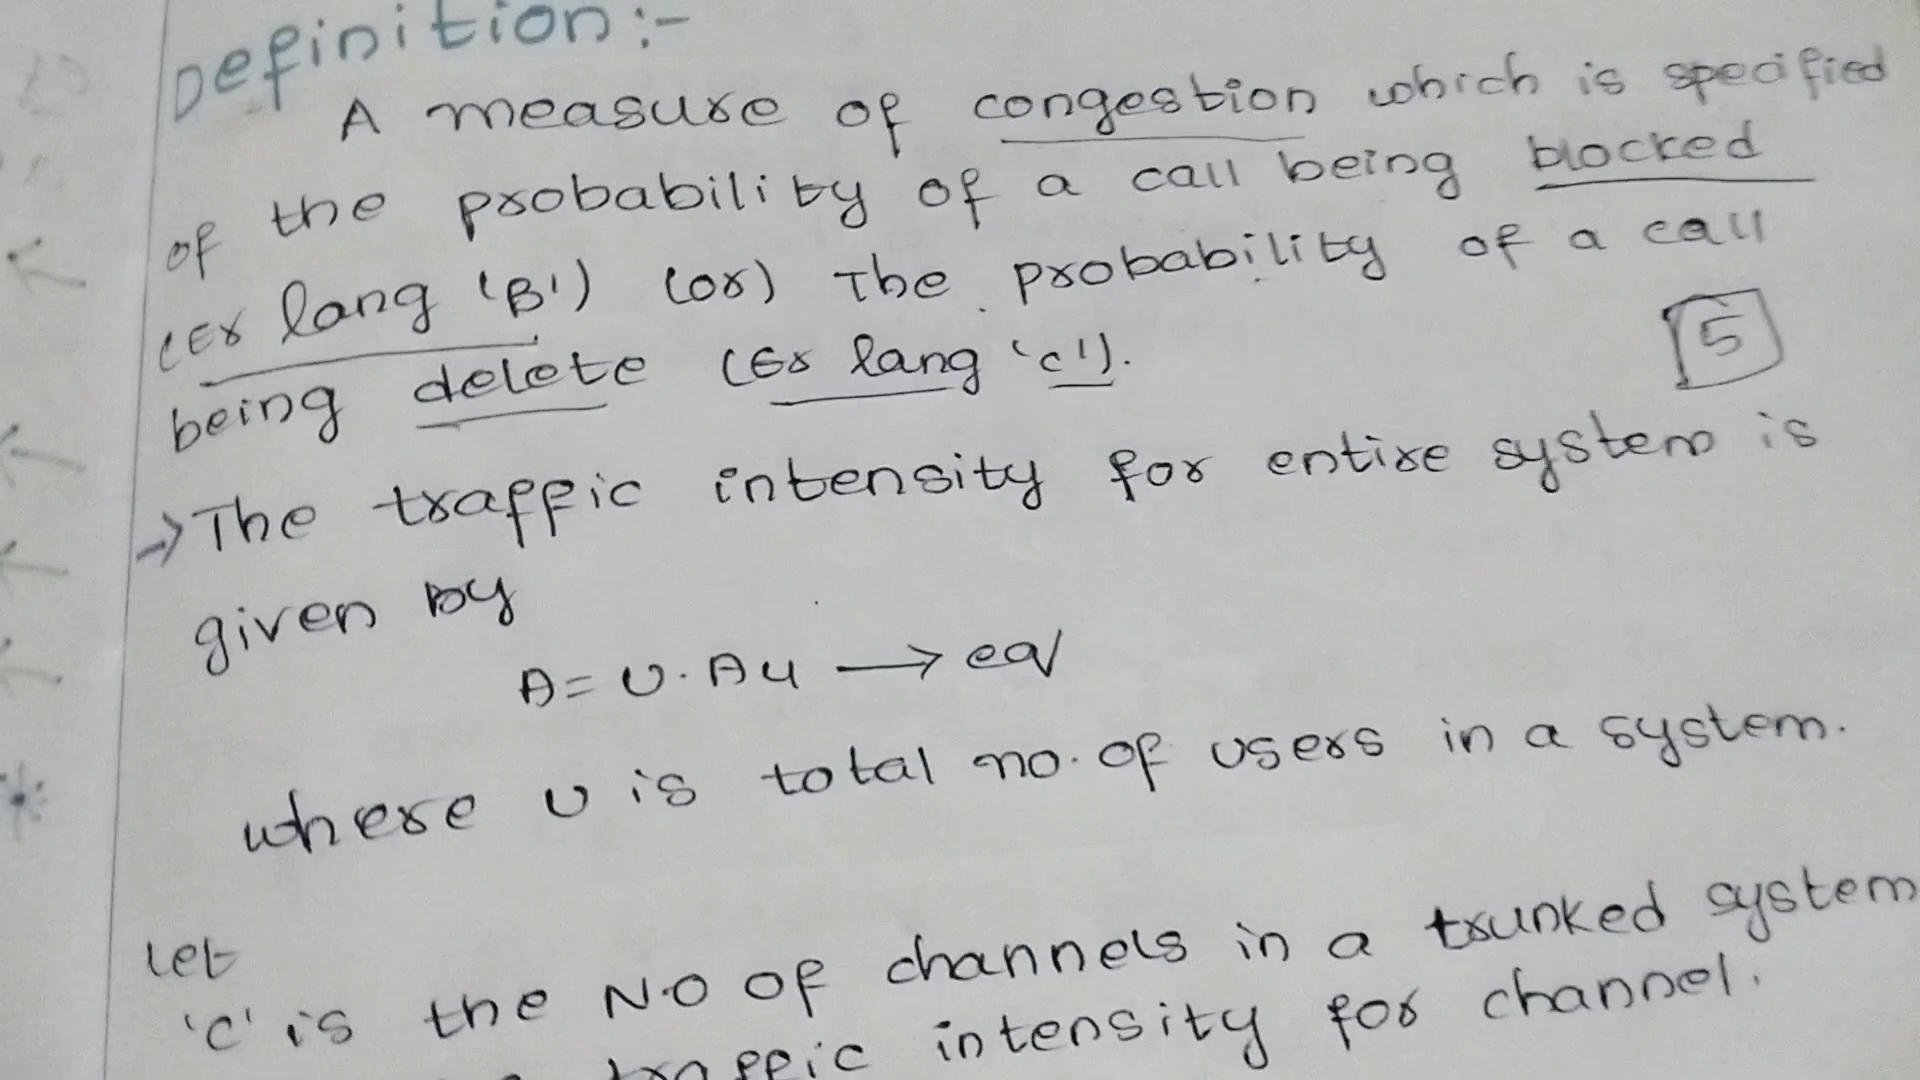 Definition:-
A measure of congestion which is specified
of the probability of a call being blocked
(Er lang 'B') (or) The probability of a call
being delete (Er lang 'c').
5
→The traffic intensity for entire system is
given by
A= U.Au → eq
where U is total no. of users in a system.
let
'C' is the No of channels in a trunked system
traffic intensity for channel.